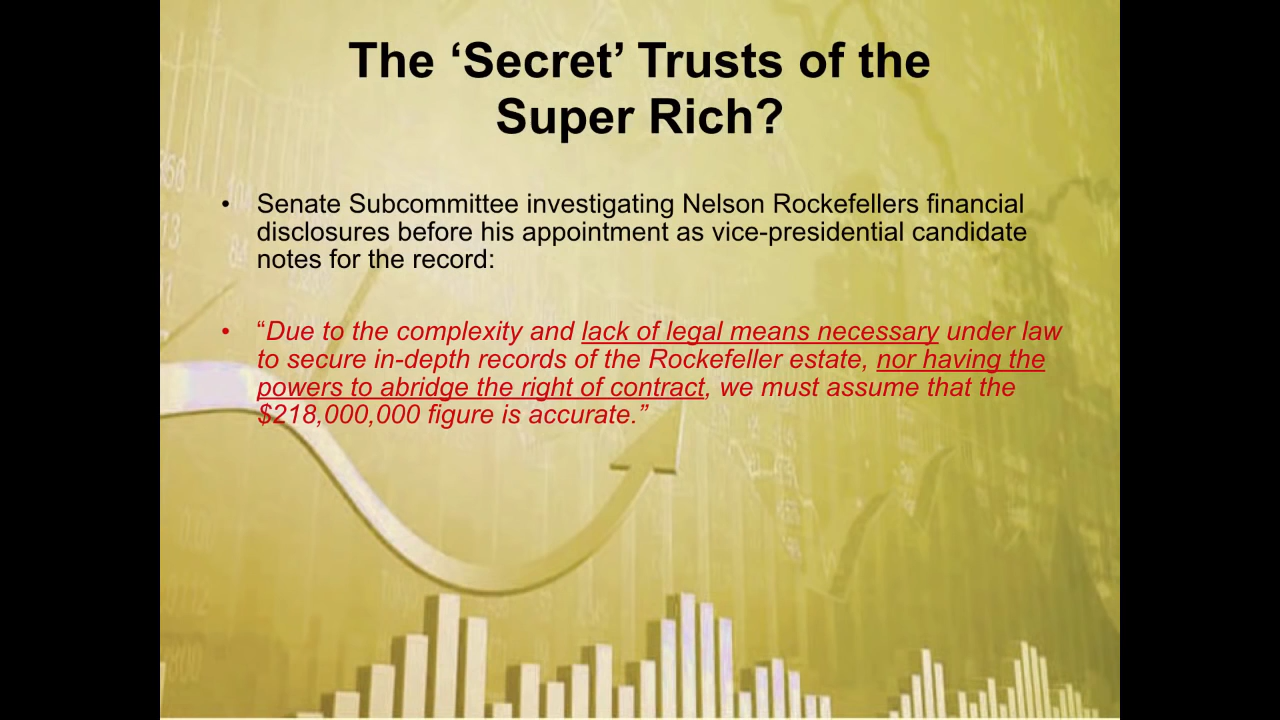 The ‘Secret’ Trusts of the
Super Rich?
• Senate Subcommittee investigating Nelson Rockefellers financial
disclosures before his appointment as vice-presidential candidate
notes for the record:
• “Due to the complexity and lack of legal means necessary under law
to secure in-depth records of the Rockefeller estate, nor having the
powers to abridge the right of contract, we must assume that the
$218,000,000 figure is accurate.”